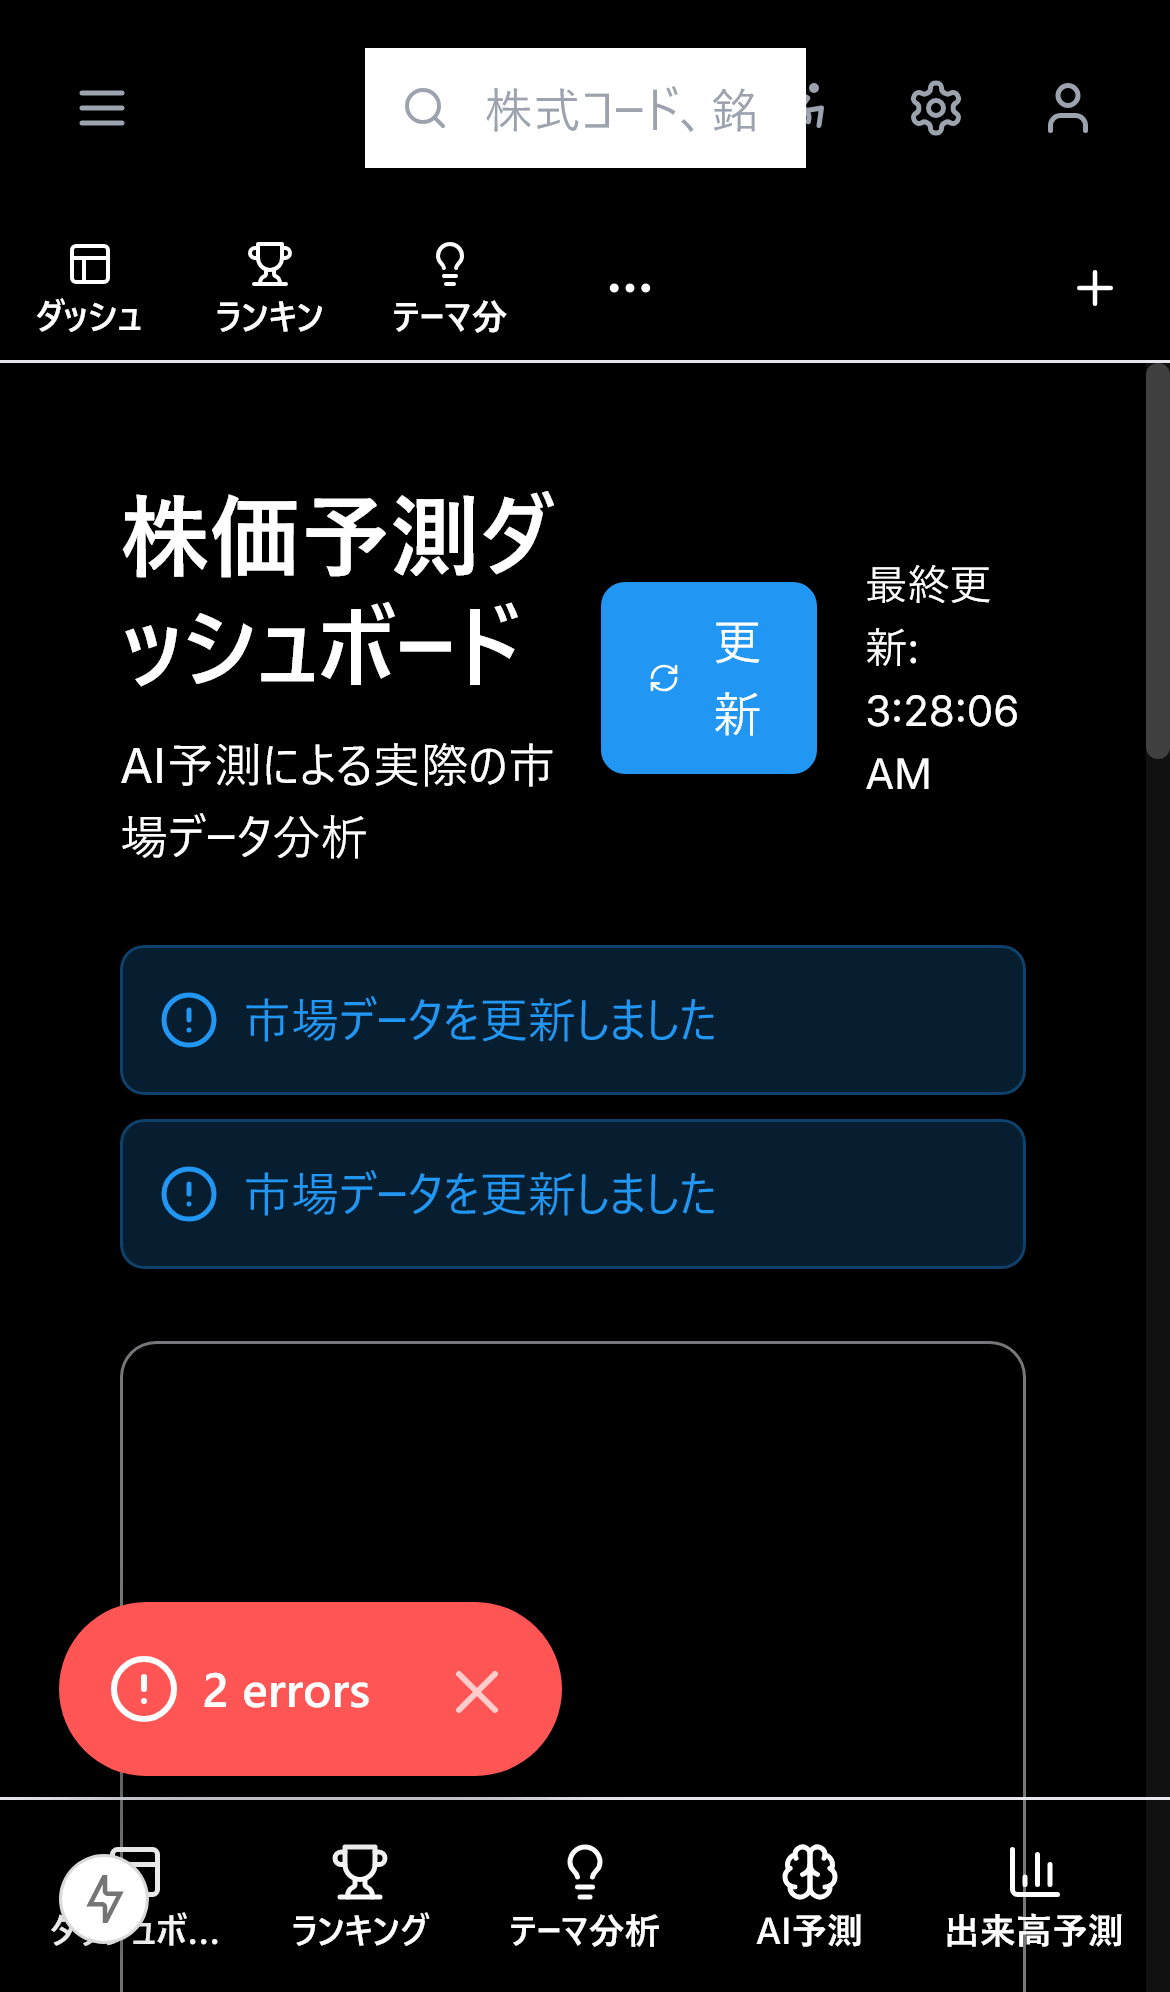 株式コード、銘
ダッシュ
ランキン
テーマ分
株価予測ダ
ッシュボード
AI予測による実際の市
場データ分析
更
新
最終更
新:
3:28:06
AM
市場データを更新しました
市場データを更新しました
2 errors
ランキング
テーマ分析
AI予測
出来高予測